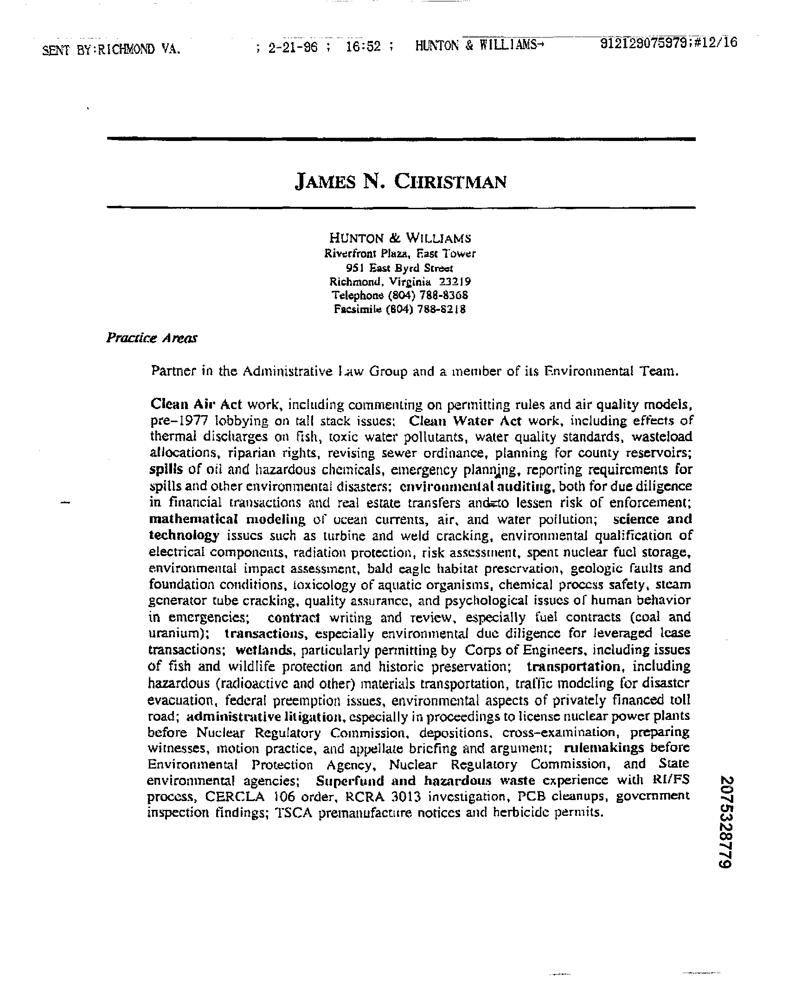 SENT BY:RICHMOND VA. ; 2-21-96 ; 16:52 ; HUNTON & WILLIAMS→ 912129075979;#12/16
JAMES N. CHRISTMAN
HUNTON & WILLIAMS
Riverfront Plaza, East Tower
951 East Byrd Street
Richmond, Virginia 23219
Telephone (804) 788-8368
Facsimile (804) 788-8218
Practice Areas
Partner in the Administrative Law Group and a member of its Environmental Team.
Clean Air Act work, including commenting on permitting rules and air quality models,
pre-1977 lobbying on tall stack issues; Clean Water Act work, including effects of
thermal discharges on fish, toxic water pollutants, water quality standards, wasteload
allocations, riparian rights, revising sewer ordinance, planning for county reservoirs;
spills of oil and hazardous chemicals, emergency planning, reporting requirements for
spills and other environmental disasters; environmental auditing, both for due diligence
in financial transactions and real estate transfers and to lessen risk of enforcement;
mathematical modeling of ocean currents, air, and water pollution; science and
technology issues such as turbine and weld cracking, environmental qualification of
electrical components, radiation protection, risk assessment, spent nuclear fuel storage,
environmental impact assessment, bald eagle habitat preservation, geologic faults and
foundation conditions, toxicology of aquatic organisms, chemical process safety, steam
generator tube cracking, quality assurance, and psychological issues of human behavior
in emergencies; contract writing and review, especially fuel contracts (coal and
uranium); transactions, especially environmental due diligence for leveraged lease
transactions; wetlands, particularly permitting by Corps of Engineers, including issues
of fish and wildlife protection and historic preservation; transportation, including
hazardous (radioactive and other) materials transportation, traffic modeling for disaster
evacuation, federal preemption issues, environmental aspects of privately financed toll
road; administrative litigation, especially in proceedings to license nuclear power plants
before Nuclear Regulatory Commission, depositions, cross-examination, preparing
witnesses, motion practice, and appellate briefing and argument; rulemakings before
Environmental Protection Agency, Nuclear Regulatory Commission, and State
environmental agencies; Superfund and hazardous waste experience with RI/FS
process, CERCLA 106 order, RCRA 3013 investigation, PCB cleanups, government
inspection findings; TSCA premanufacture notices and herbicide permits.
2075328779